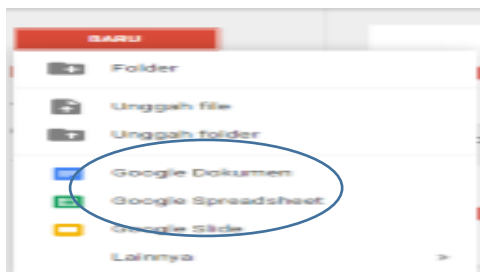 BARU
Folder
Unggah file
Unggah folder
Google Dokumen
Google Spreadsheet
Google Slide
Lainnya